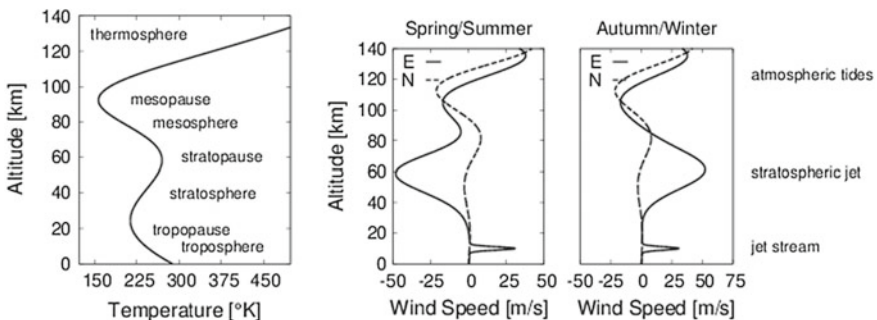 thermosphere
mesopause
mesosphere
stratopause
stratosphere
tropopause
troposphere
Altitude [km]
140
120
100
80
60
40
20
0
150 300 450
Temperature [°K]
Spring/Summer
E
N
Altitude [km]
140
120
100
80
60
40
20
0
-50 -25 0 25 50
Wind Speed [m/s]
Autumn/Winter
E
N
-50 -25 0 25 50 75
Wind Speed [m/s]
atmospheric tides
stratospheric jet
jet stream